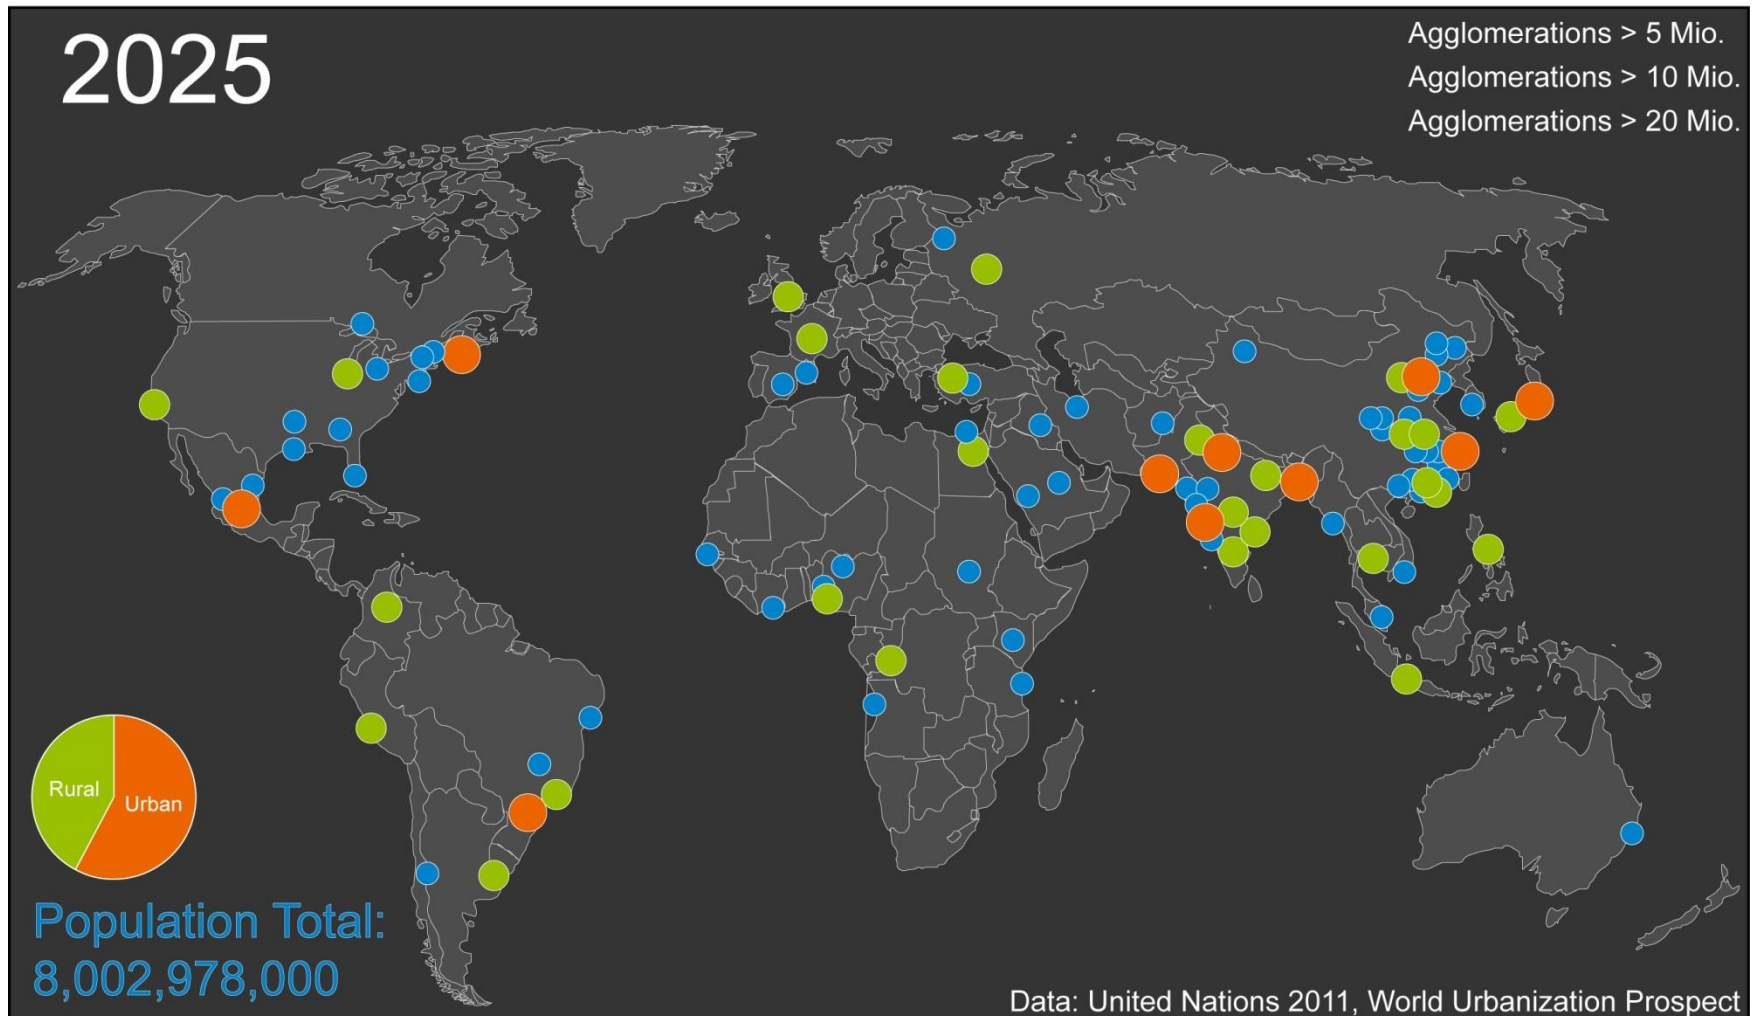 2025
Agglomerations > 5 Mio.
Agglomerations > 10 Mio.
Agglomerations > 20 Mio.
Rural
Urban
Population Total:
8,002,978,000
Data: United Nations 2011, World Urbanization Prospect